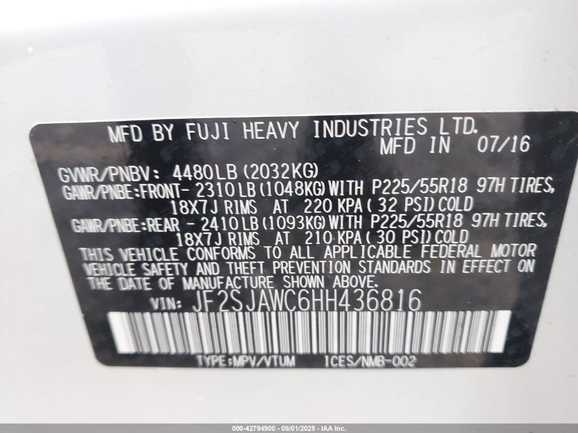 MFD BY FUJI HEAVY INDUSTRIES LTD.
MFD IN 07/16
GVWR/PNBV: 4480LB (2032KG)
GAWR/PNBE:FRONT- 2310LB(1048KG)WITH P225/55R18 97H TIRES,
18X7J RIMS AT 220 KPA( 32 PSI)COLD
GAWR/PNBE:REAR - 2410LB(1093KG)WITH P225/55R18 97H TIRES,
18X7J RIMS AT 210 KPA( 30 PSI)COLD
THIS VEHICLE CONFORMS TO ALL APPLICABLE FEDERAL MOTOR
VEHICLE SAFETY AND THEFT PREVENTION STANDARDS IN EFFECT ON
THE DATE OF MANUFACTURE SHOWN ABOVE.
VIN: JF2SJAWC6HH436816
TYPE:MPV/VTUM ICES/NMB-002
000-42794900 - 09/01/2025 - IAA Inc.